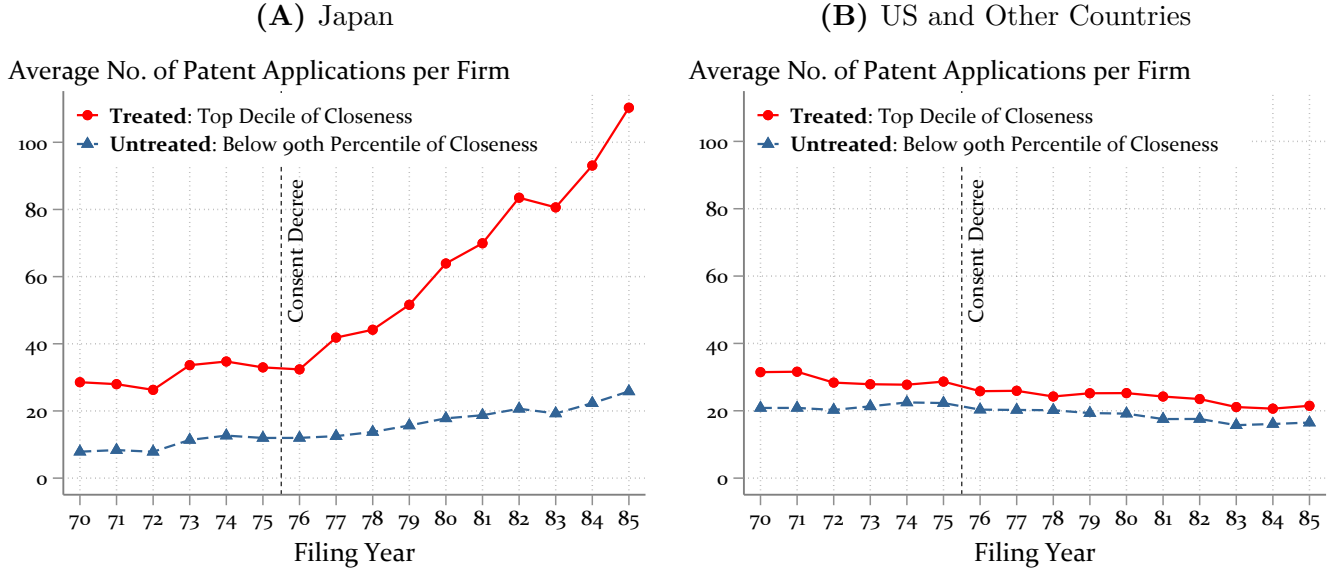 (A) Japan
Average No. of Patent Applications per Firm
Treated: Top Decile of Closeness
Untreated: Below 90th Percentile of Closeness
Consent Decree
100
80
60
40
20
0
70 71 72 73 74 75 76 77 78 79 80 81 82 83 84 85
Filing Year
(B) US and Other Countries
Average No. of Patent Applications per Firm
Treated: Top Decile of Closeness
Untreated: Below 90th Percentile of Closeness
Consent Decree
100
80
60
40
20
0
70 71 72 73 74 75 76 77 78 79 80 81 82 83 84 85
Filing Year